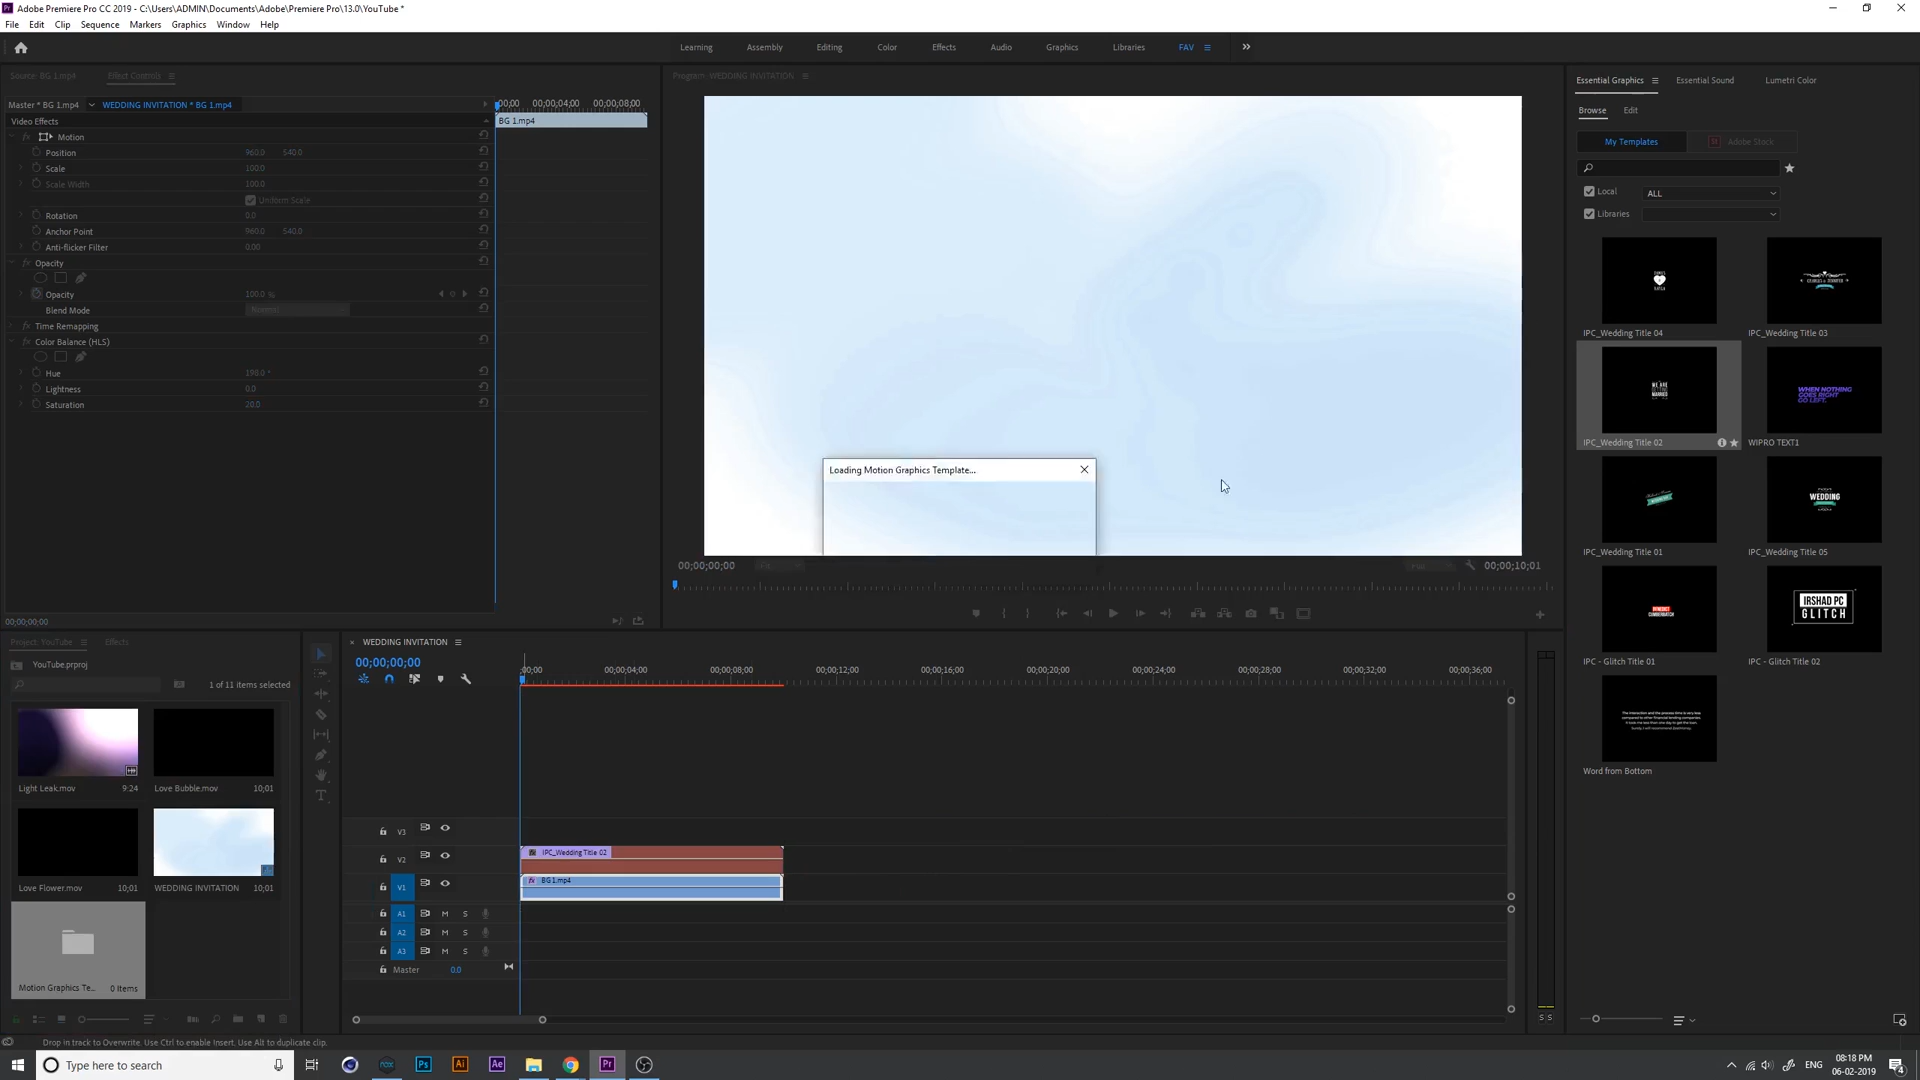 Adobe Premiere Pro CC 2019 - C:\Users\ADMIN\Documents\Adobe\Premiere Pro\13.0\YouTube *
File Edit Clip Sequence Markers Graphics Window Help
Learning Assembly Editing Color Effects Audio Graphics Libraries FAV
Source: BG 1.mp4 Effect Controls
Program: WEDDING INVITATION
Essential Graphics Essential Sound Lumetri Color
Master * BG 1.mp4 WEDDING INVITATION * BG 1.mp4
;00;00 00;00;04;00 00;00;08;00
Browse Edit
Video Effects
BG 1.mp4
Motion
My Templates Adobe Stock
Position 960.0 540.0
Scale 100.0
Scale Width 100.0
Uniform Scale
Local ALL
Libraries
Rotation 0.0
Anchor Point 960.0 540.0
Anti-flicker Filter 0.00
Opacity
Opacity 100.0 %
Blend Mode Normal
Time Remapping
Color Balance (HLS)
Hue 198.0 °
Lightness 0.0
Saturation 20.0
IPC_Wedding Title 04 IPC_Wedding Title 03
WE ARE
MARRIED
WHEN NOTHING
GOES RIGHT
GO LEFT.
IPC_Wedding Title 02 WIPRO TEXT1
Loading Motion Graphics Template...
WEDDING
IPC_Wedding Title 01 IPC_Wedding Title 05
00;00;00;00 Fit 00;00;10;01
IRSHAD PC
GLITCH
00;00;00;00
IPC - Glitch Title 01 IPC - Glitch Title 02
Project: YouTube Effects
WEDDING INVITATION
YouTube.prproj
00;00;00;00
1 of 11 items selected
;00;00 00;00;04;00 00;00;08;00 00;00;12;00 00;00;16;00 00;00;20;00 00;00;24;00 00;00;28;00 00;00;32;00 00;00;36;00
Light Leak.mov 9:24 Love Bubble.mov 10;01
Word from Bottom
V3
V2 IPC_Wedding Title 02
V1 BG 1.mp4
Love Flower.mov 10;01 WEDDING INVITATION 10;01
A1 M S
A2 M S
A3 M S
Master 0.0
Motion Graphics Te... 0 Items
S S
Drop in track to Overwrite. Use Ctrl to enable Insert. Use Alt to duplicate clip.
Type here to search
Ps Ai Ae Pr
ENG
08:18 PM
06-02-2019
4